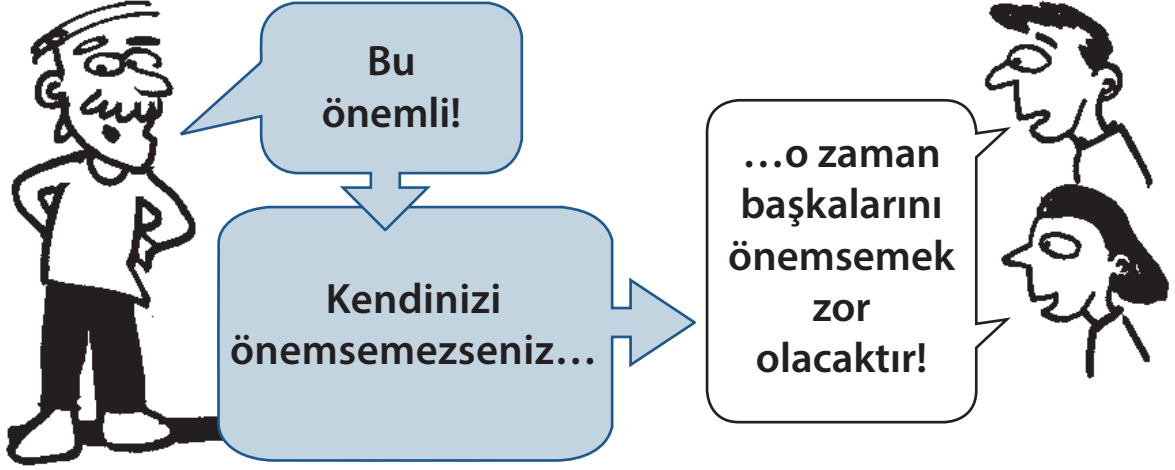 Bu
önemli!
Kendinizi
önemsemezseniz…
…o zaman
başkalarını
önemsemek
zor
olacaktır!